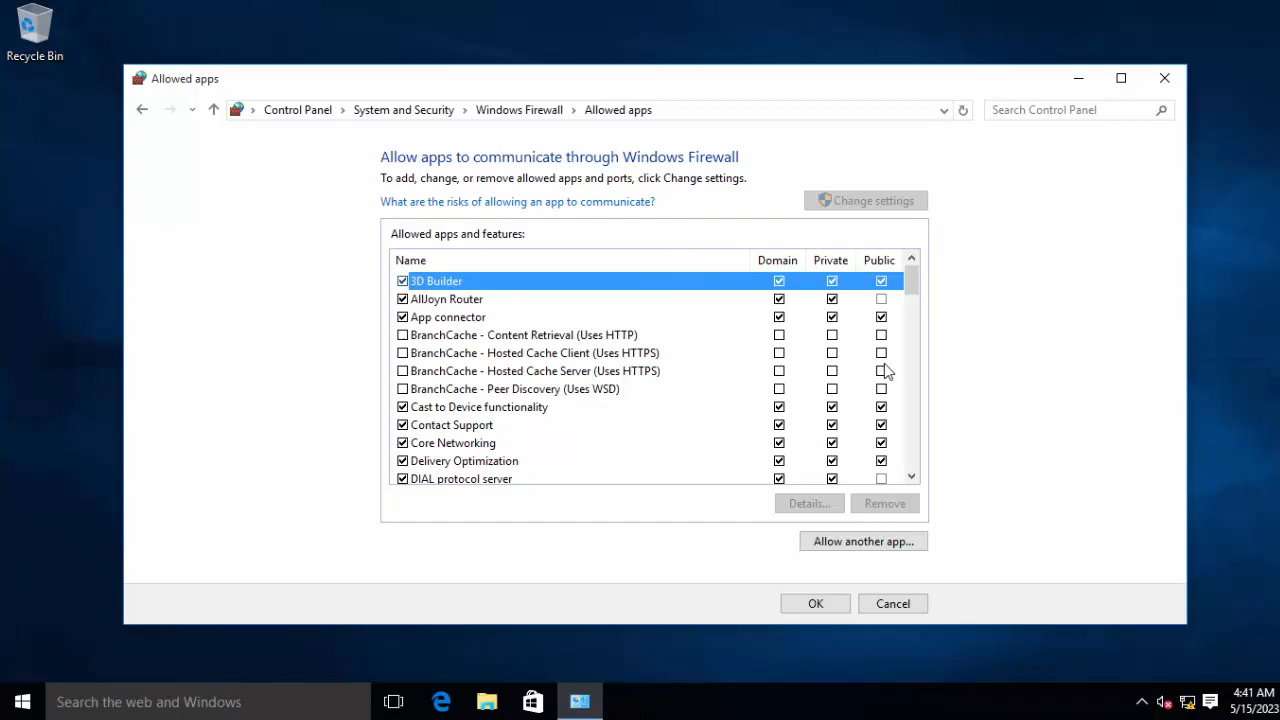 Recycle Bin
Allowed apps
Control Panel > System and Security > Windows Firewall > Allowed apps
Search Control Panel
Allow apps to communicate through Windows Firewall
To add, change, or remove allowed apps and ports, click Change settings.
What are the risks of allowing an app to communicate?
Change settings
Allowed apps and features:
Name Domain Private Public
3D Builder
AllJoyn Router
App connector
BranchCache - Content Retrieval (Uses HTTP)
BranchCache - Hosted Cache Client (Uses HTTPS)
BranchCache - Hosted Cache Server (Uses HTTPS)
BranchCache - Peer Discovery (Uses WSD)
Cast to Device functionality
Contact Support
Core Networking
Delivery Optimization
DIAL protocol server
Details... Remove
Allow another app...
OK Cancel
Search the web and Windows
4:41 AM
5/15/2023